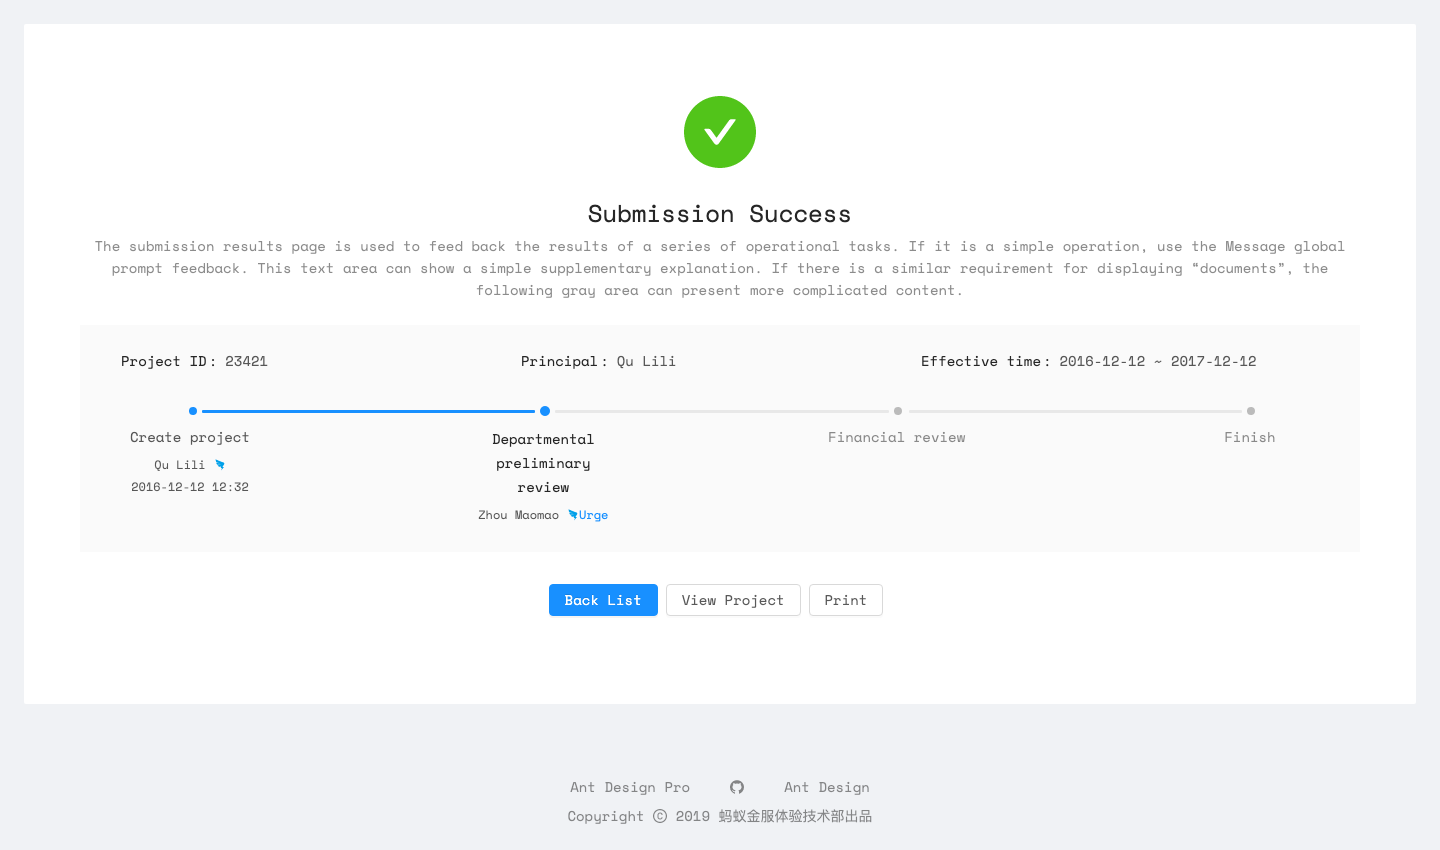 Submission Success
The submission results page is used to feed back the results of a series of operational tasks. If it is a simple operation, use the Message global
prompt feedback. This text area can show a simple supplementary explanation. If there is a similar requirement for displaying “documents”, the
following gray area can present more complicated content.
Project ID: 23421
Principal: Qu Lili
Effective time: 2016-12-12 ~ 2017-12-12
Create project
Qu Lili
2016-12-12 12:32
Departmental
preliminary
review
Zhou Maomao Urge
Financial review
Finish
Back List
View Project
Print
Ant Design Pro
Ant Design
Copyright © 2019 蚂蚁金服体验技术部出品